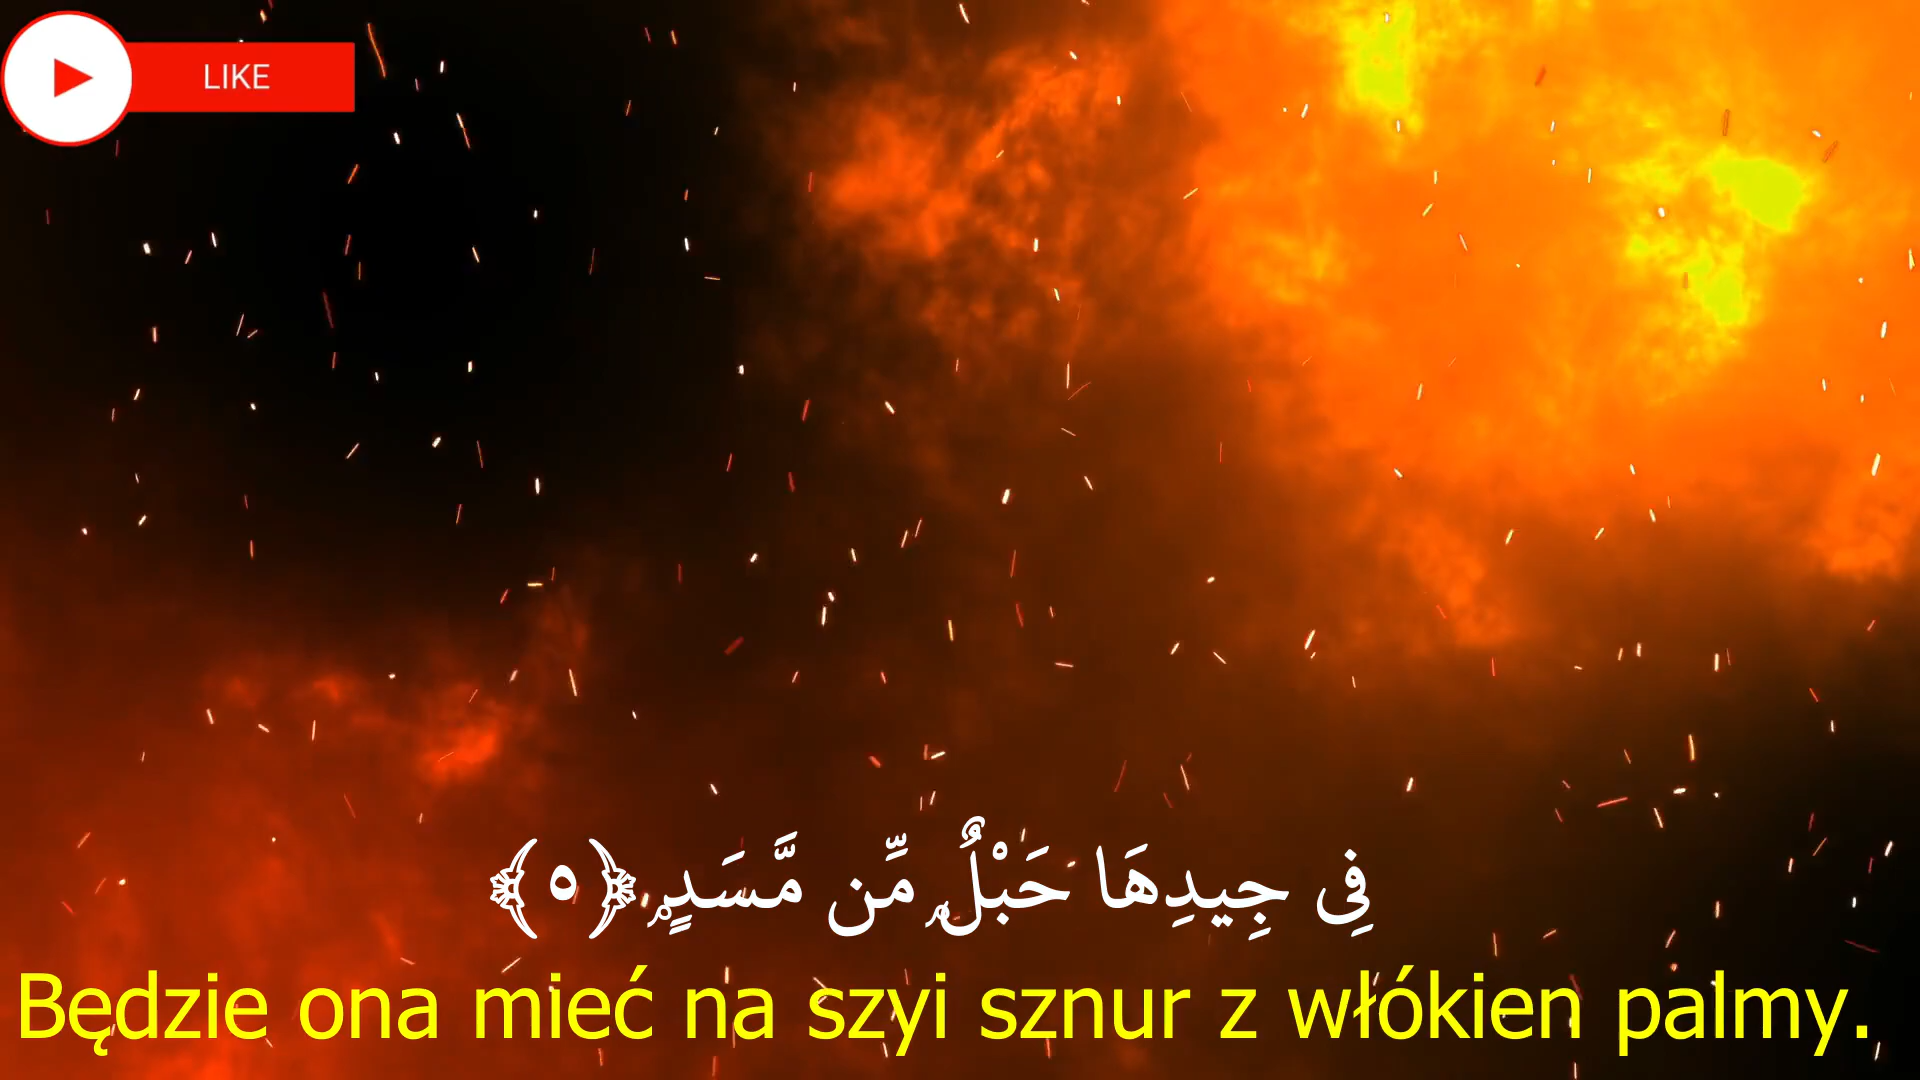 LIKE
فِى جِيدِهَا حَبْلٌۭ مِّن مَّسَدٍۭ ﴿٥﴾
Będzie ona mieć na szyi sznur z włókien palmy.